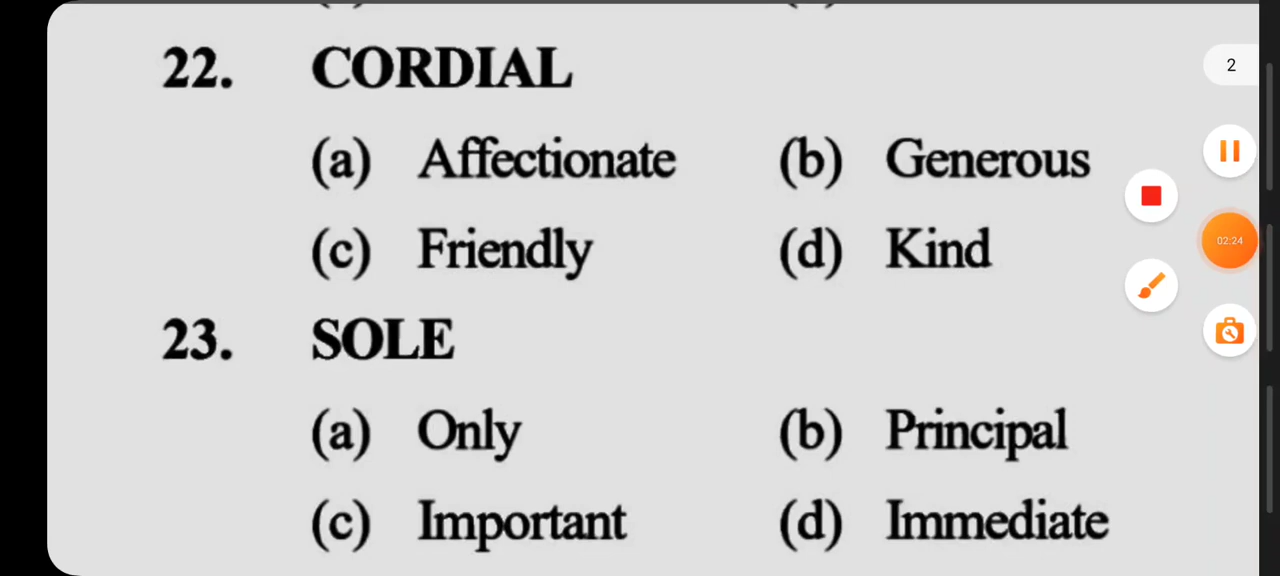 22. CORDIAL
(a) Affectionate (b) Generous
(c) Friendly (d) Kind
23. SOLE
(a) Only (b) Principal
(c) Important (d) Immediate
2
02:24